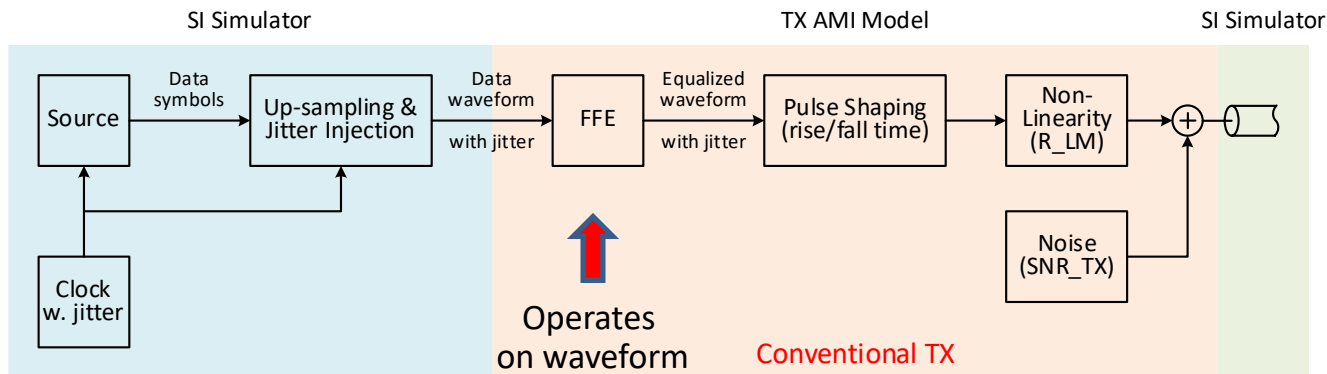 SI Simulator
TX AMI Model
SI Simulator
Source
Data
symbols
Up-sampling &
Jitter Injection
Data
waveform
with jitter
FFE
Equalized
waveform
with jitter
Pulse Shaping
(rise/fall time)
Non-
Linearity
(R_LM)
Clock
w. jitter
Noise
(SNR_TX)
Operates
on waveform
Conventional TX